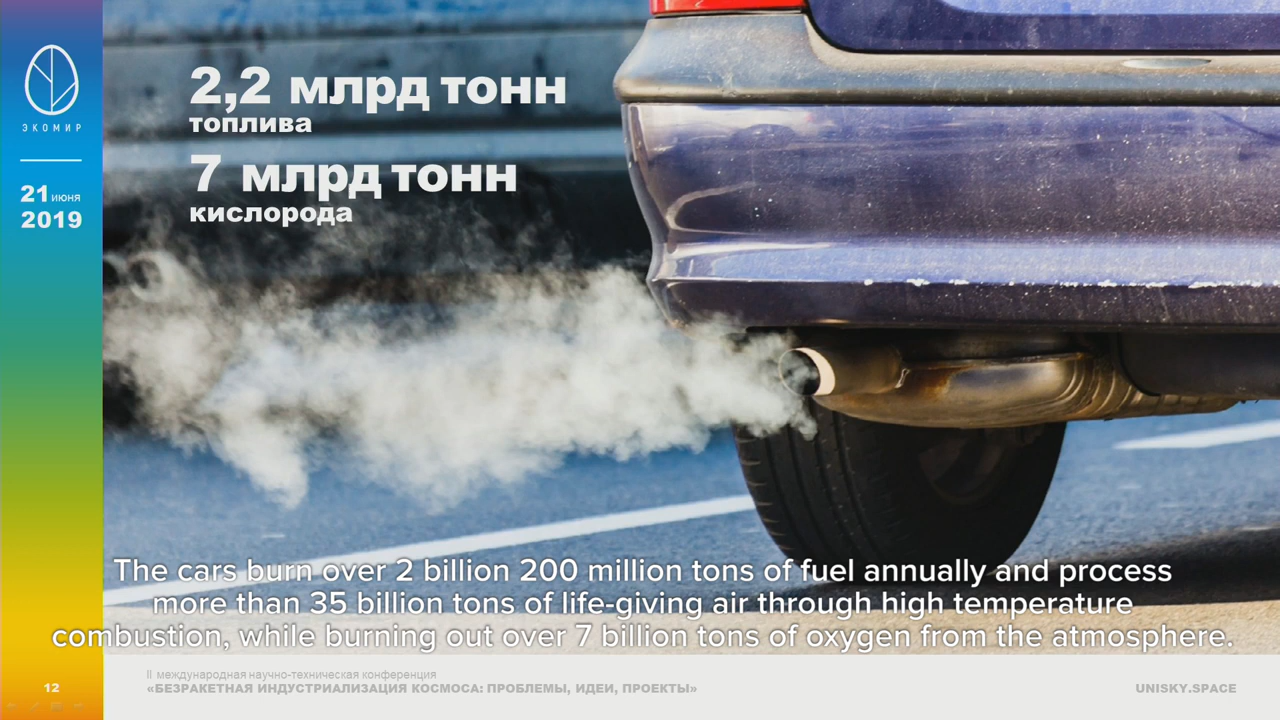 ЭКОМИР
21 июня
2019
2,2 млрд тонн
топлива
7 млрд тонн
кислорода
The cars burn over 2 billion 200 million tons of fuel annually and process
more than 35 billion tons of life-giving air through high temperature
combustion, while burning out over 7 billion tons of oxygen from the atmosphere.
12
II международная научно-техническая конференция
«БЕЗРАКЕТНАЯ ИНДУСТРИАЛИЗАЦИЯ КОСМОСА: ПРОБЛЕМЫ, ИДЕИ, ПРОЕКТЫ»
UNISKY.SPACE